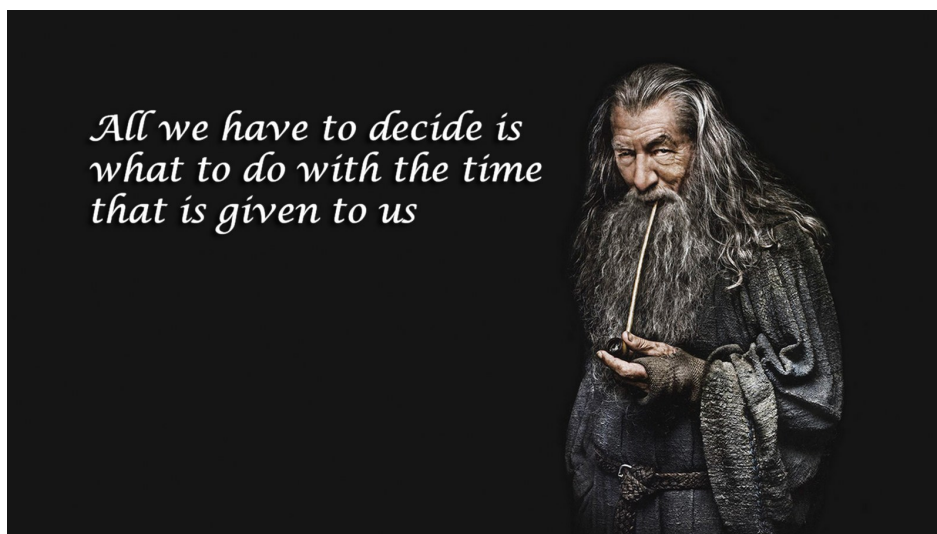 All we have to decide is
what to do with the time
that is given to us